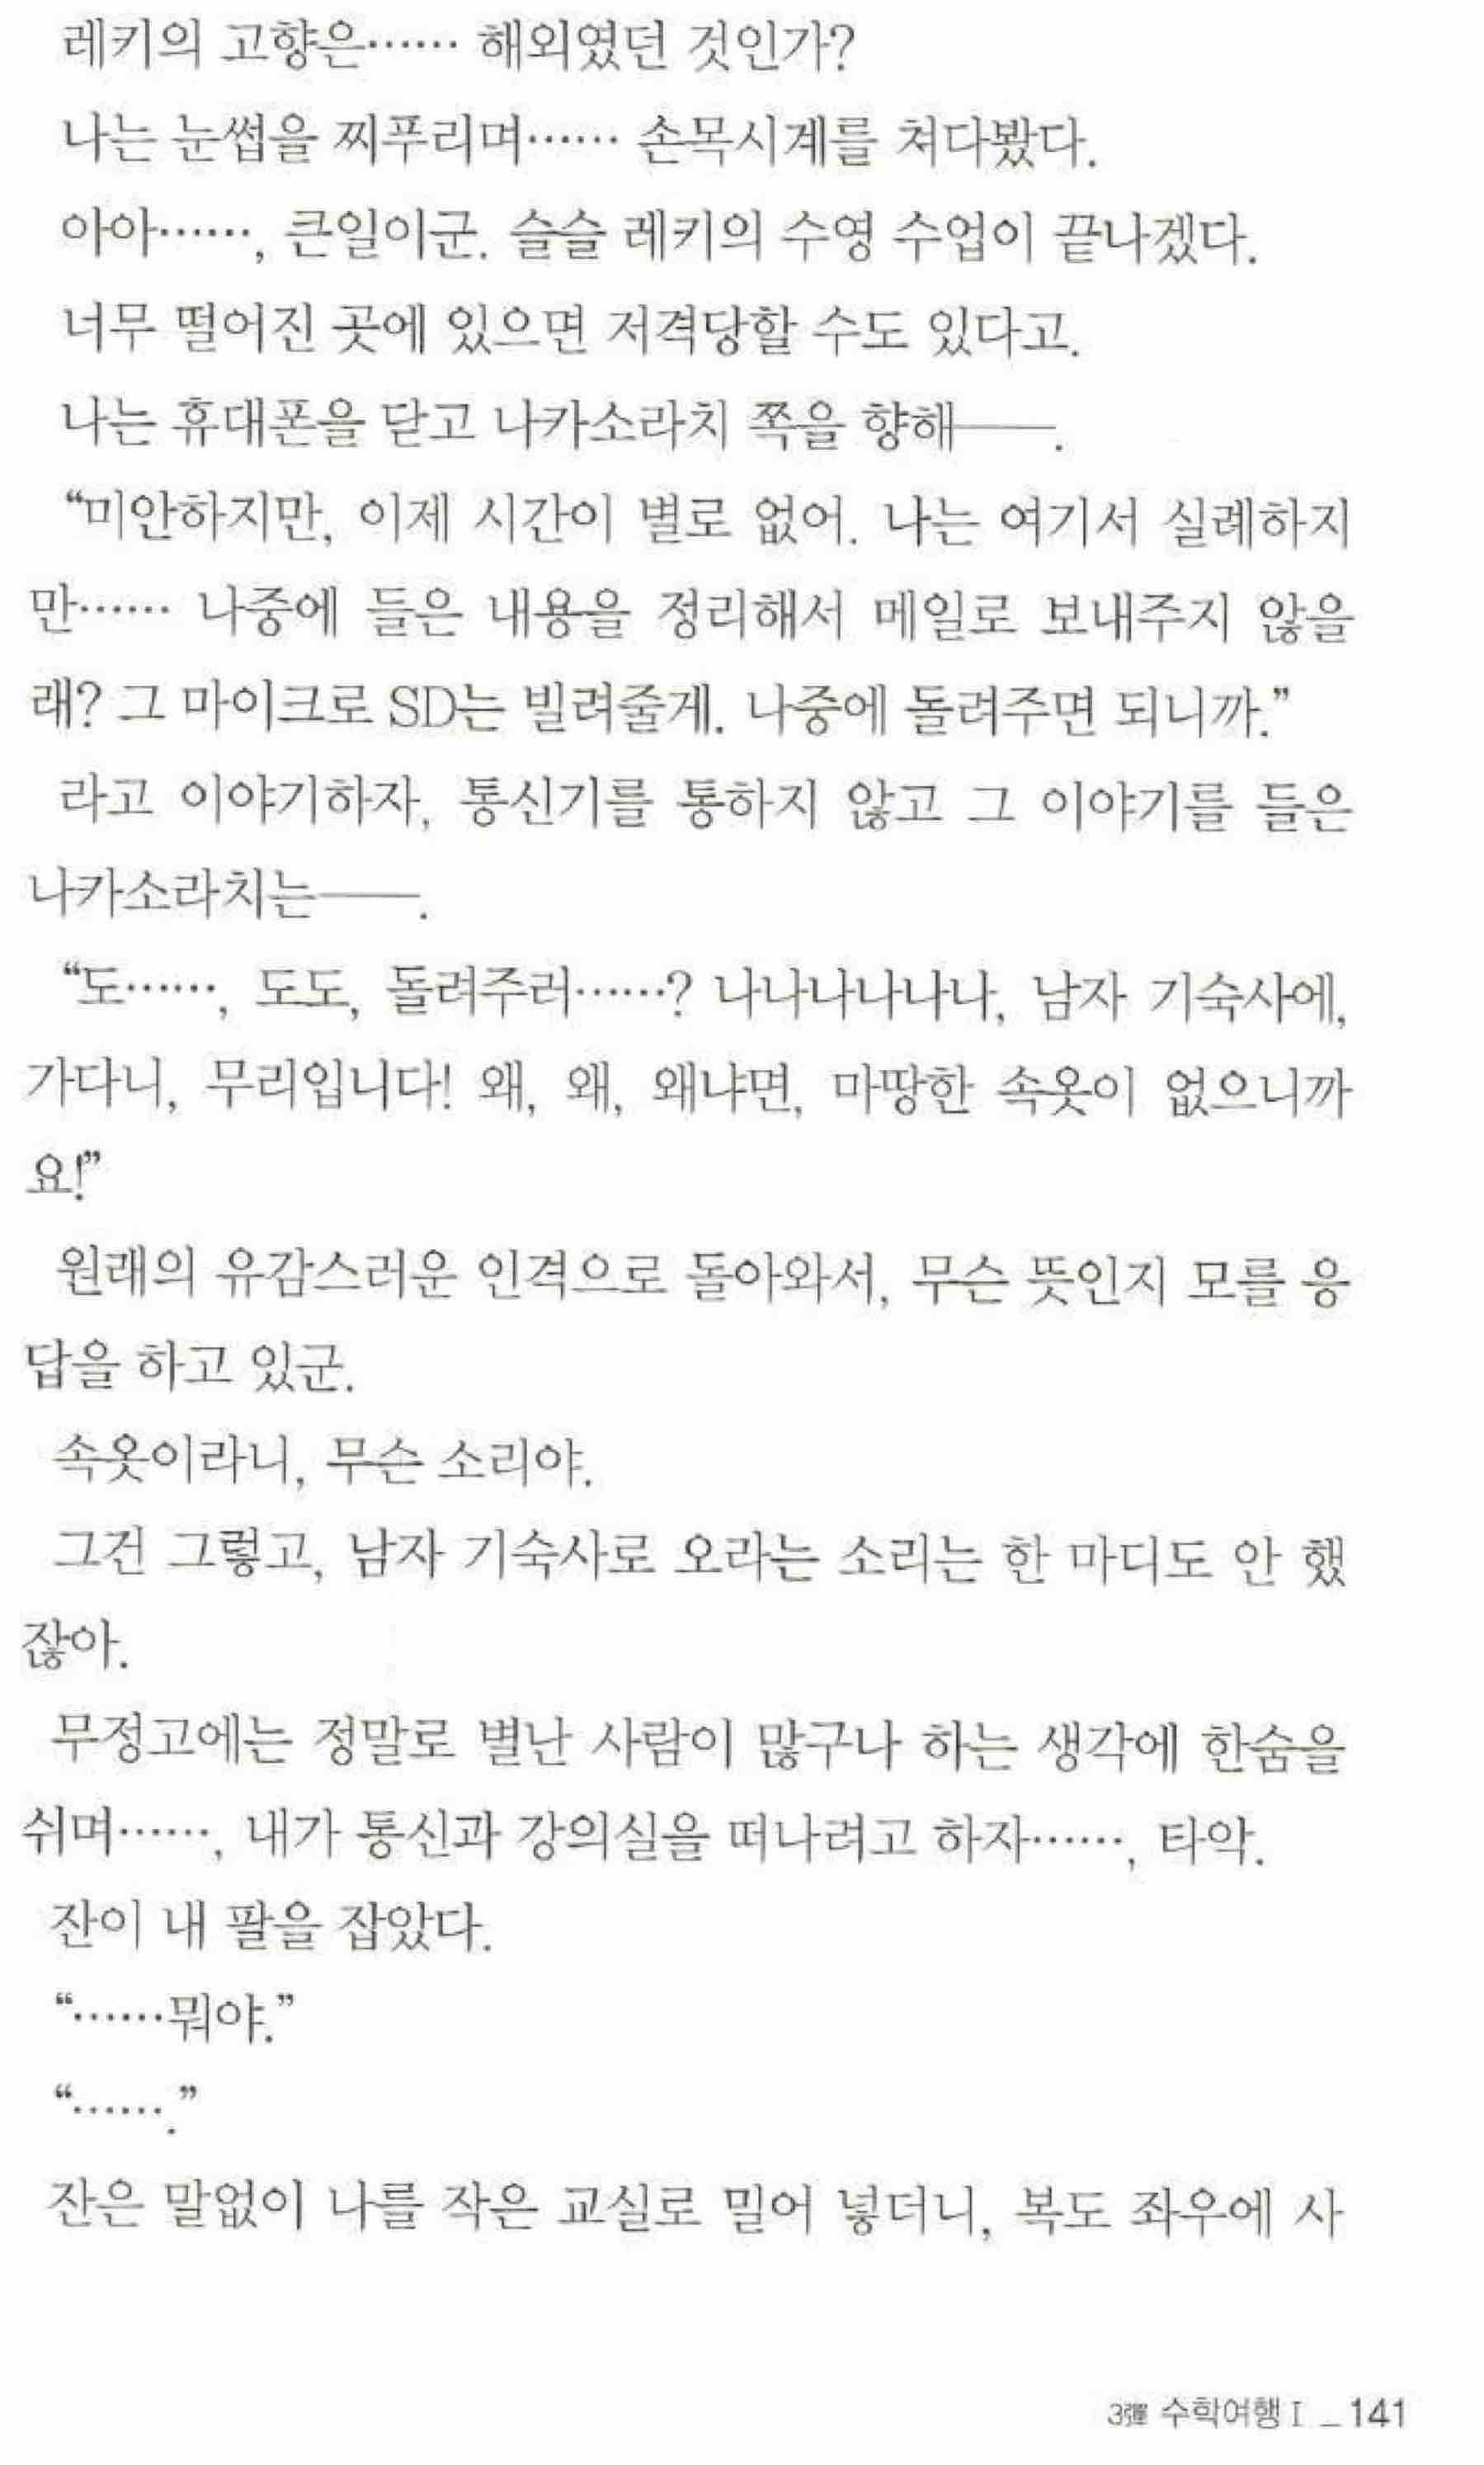 레키의 고향은…… 해외였던 것인가?
나는 눈썹을 찌푸리며…… 손목시계를 쳐다봤다.
아아……, 큰일이군. 슬슬 레키의 수영 수업이 끝나겠다.
너무 떨어진 곳에 있으면 저격당할 수도 있다고.
나는 휴대폰을 닫고 나카소라치 쪽을 향해──.
“미안하지만, 이제 시간이 별로 없어. 나는 여기서 실례하지
만…… 나중에 들은 내용을 정리해서 메일로 보내주지 않을
래? 그 마이크로 SD는 빌려줄게. 나중에 돌려주면 되니까.”
라고 이야기하자, 통신기를 통하지 않고 그 이야기를 들은
나카소라치는──.
“도……, 도도, 돌려주러……? 나나나나나나, 남자 기숙사에,
가다니, 무리입니다! 왜, 왜, 왜냐면, 마땅한 속옷이 없으니까
요!”
원래의 유감스러운 인격으로 돌아와서, 무슨 뜻인지 모를 응
답을 하고 있군.
속옷이라니, 무슨 소리야.
그건 그렇고, 남자 기숙사로 오라는 소리는 한 마디도 안 했
잖아.
무정고에는 정말로 별난 사람이 많구나 하는 생각에 한숨을
쉬며……, 내가 통신과 강의실을 떠나려고 하자……, 타악.
잔이 내 팔을 잡았다.
“……뭐야.”
“…….”
잔은 말없이 나를 작은 교실로 밀어 넣더니, 복도 좌우에 사
3彈 수학여행 I _ 141